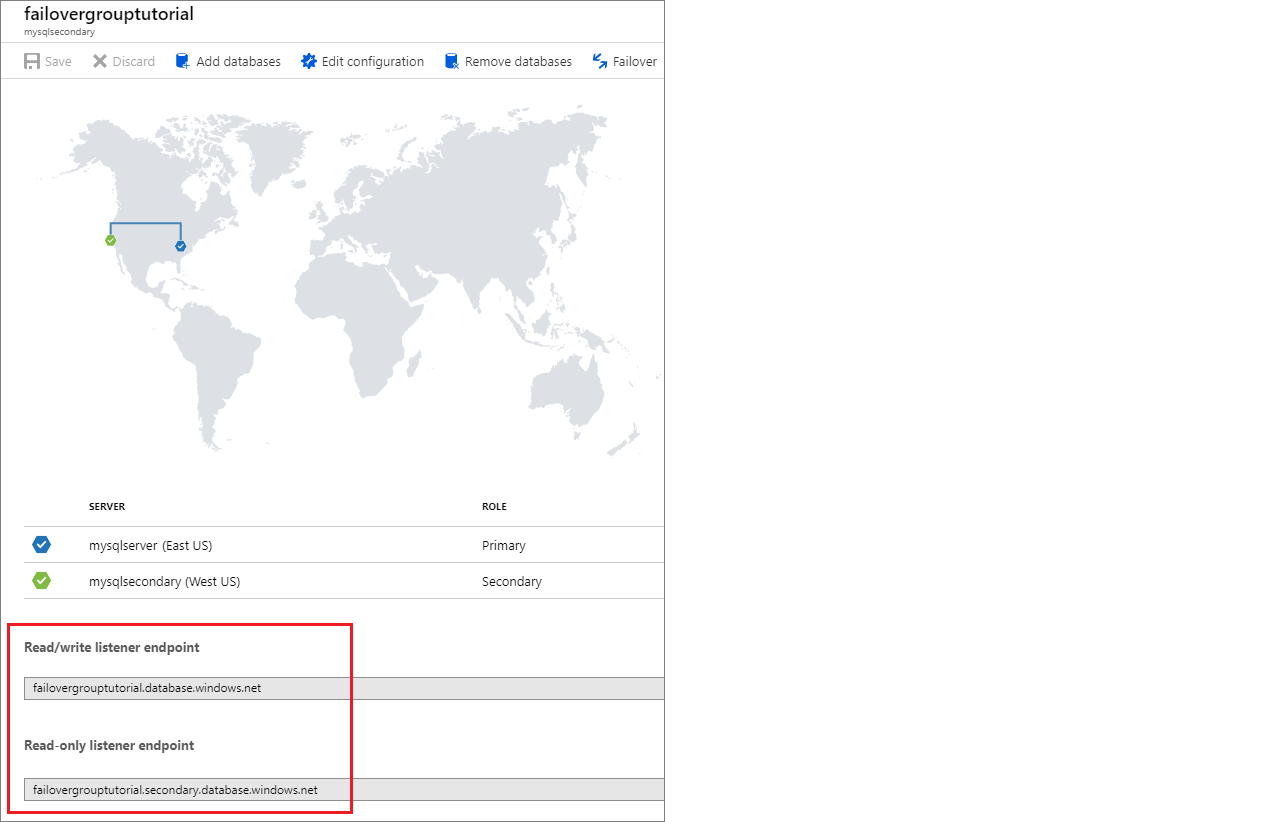 failovergrouptutorial
mysqlsecondary
Save Discard Add databases Edit configuration Remove databases Failover
SERVER ROLE
mysqlserver (East US) Primary
mysqlsecondary (West US) Secondary
Read/write listener endpoint
failovergrouptutorial.database.windows.net
Read-only listener endpoint
failovergrouptutorial.secondary.database.windows.net